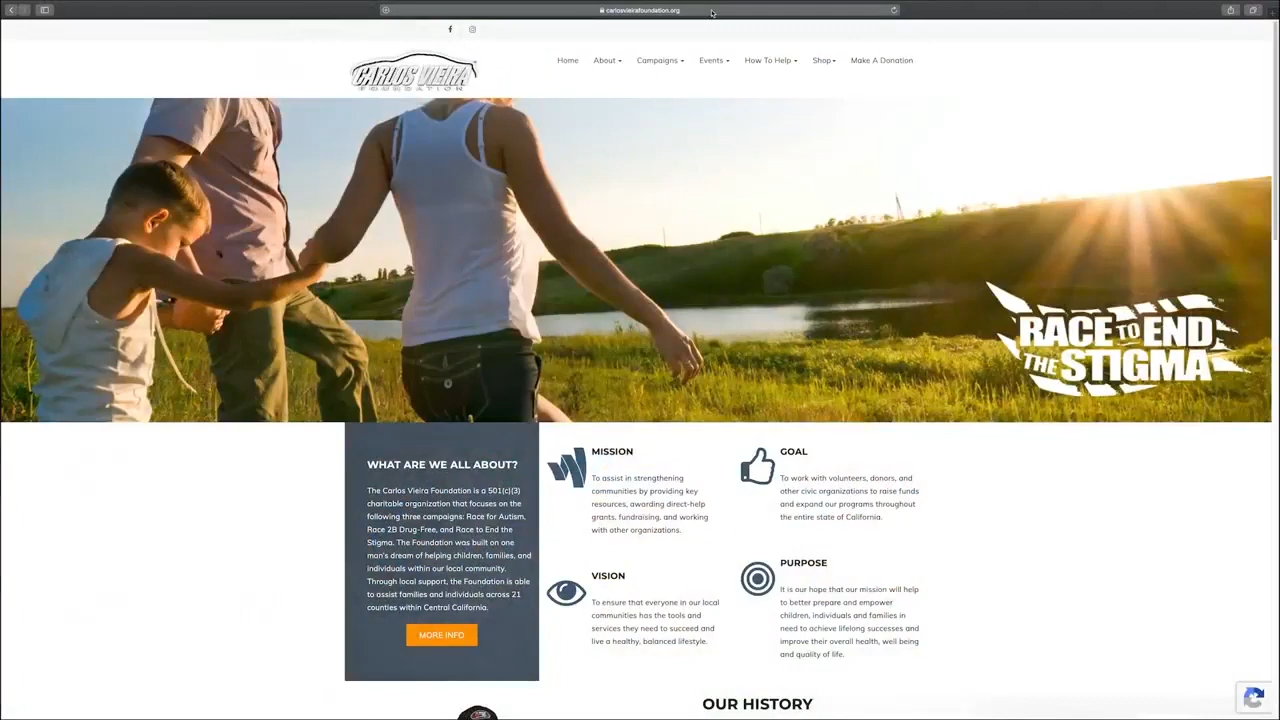 carlosvieirafoundation.org
CARLOS VIEIRA
FOUNDATION
Home About Campaigns Events How To Help Shop Make A Donation
RACE TO END
THE STIGMA
WHAT ARE WE ALL ABOUT?
The Carlos Vieira Foundation is a 501(c)(3)
charitable organization that focuses on the
following three campaigns: Race for Autism,
Race 2B Drug-Free, and Race to End the
Stigma. The Foundation was built on one
man's dream of helping children, families, and
individuals within our local community.
Through local support, the Foundation is able
to assist families and individuals across 21
counties within Central California.
MORE INFO
MISSION
To assist in strengthening
communities by providing key
resources, awarding direct-help
grants, fundraising, and working
with other organizations.
GOAL
To work with volunteers, donors, and
other civic organizations to raise funds
and expand our programs throughout
the entire state of California.
VISION
To ensure that everyone in our local
communities has the tools and
services they need to succeed and
live a healthy, balanced lifestyle.
PURPOSE
It is our hope that our mission will help
to better prepare and empower
children, individuals and families in
need to achieve lifelong successes and
improve their overall health, well being
and quality of life.
OUR HISTORY